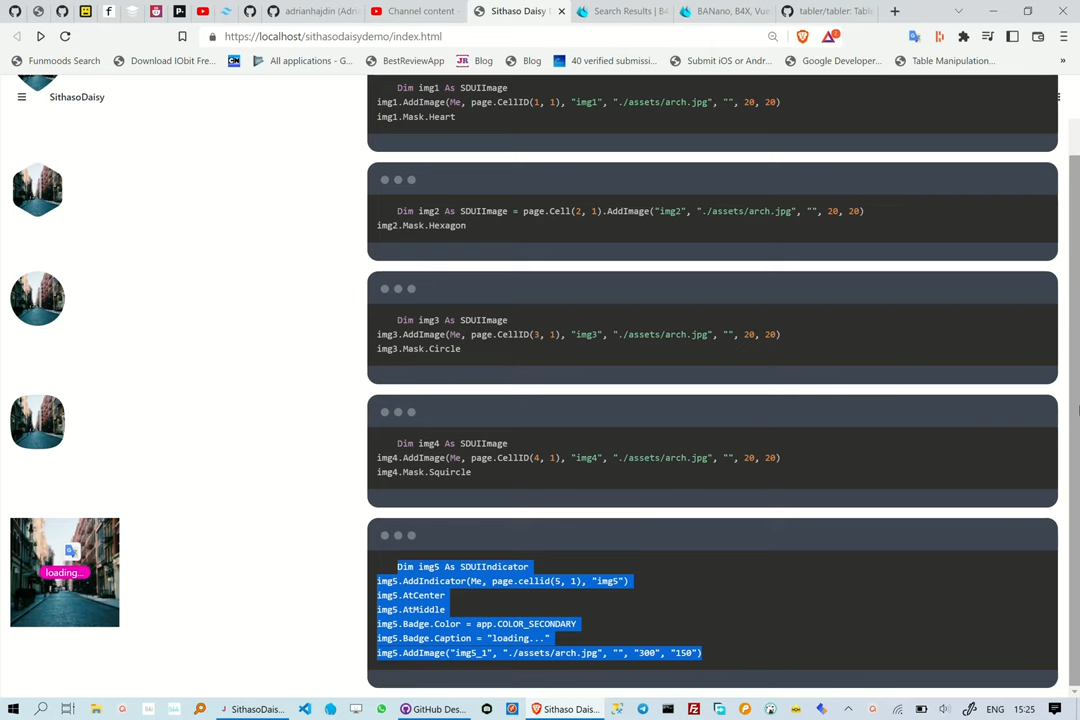 adrianhajdin (Adri
Channel content -
Sithaso Daisy
Search Results | B4
BANano, B4X, Vue
tabler/tabler: Table
https://localhost/sithasodaisydemo/index.html
Funmoods Search
Download IObit Fre...
All applications - G...
BestReviewApp
JR Blog
Blog
40 verified submissi...
Submit iOS or Andr...
Google Developer...
Table Manipulation...
»
SithasoDaisy
Dim img1 As SDUIImage
img1.AddImage(Me, page.CellID(1, 1), "img1", "./assets/arch.jpg", "", 20, 20)
img1.Mask.Heart
Dim img2 As SDUIImage = page.Cell(2, 1).AddImage("img2", "./assets/arch.jpg", "", 20, 20)
img2.Mask.Hexagon
Dim img3 As SDUIImage
img3.AddImage(Me, page.CellID(3, 1), "img3", "./assets/arch.jpg", "", 20, 20)
img3.Mask.Circle
Dim img4 As SDUIImage
img4.AddImage(Me, page.CellID(4, 1), "img4", "./assets/arch.jpg", "", 20, 20)
img4.Mask.Squircle
loading...
Dim img5 As SDUIIndicator
img5.AddIndicator(Me, page.cellid(5, 1), "img5")
img5.AtCenter
img5.AtMiddle
img5.Badge.Color = app.COLOR_SECONDARY
img5.Badge.Caption = "loading..."
img5.AddImage("img5_1", "./assets/arch.jpg", "", "300", "150")
SithasoDais...
GitHub Des...
Sithaso Dais...
ENG
15:25